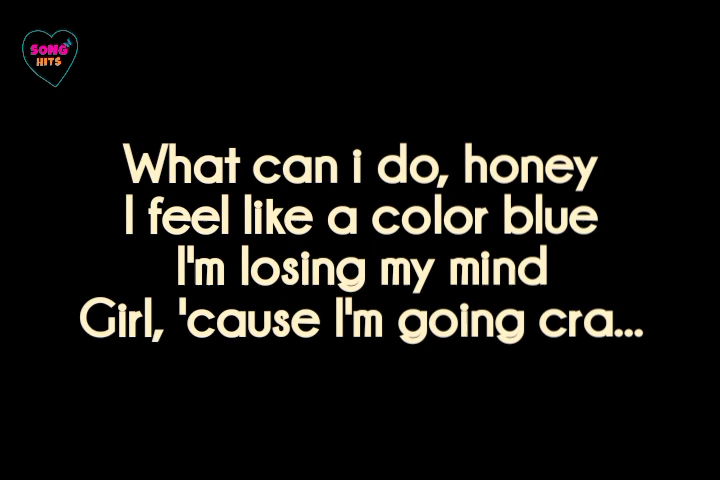 SONG
HITS
What can i do, honey
I feel like a color blue
I'm losing my mind
Girl, 'cause I'm going cra...